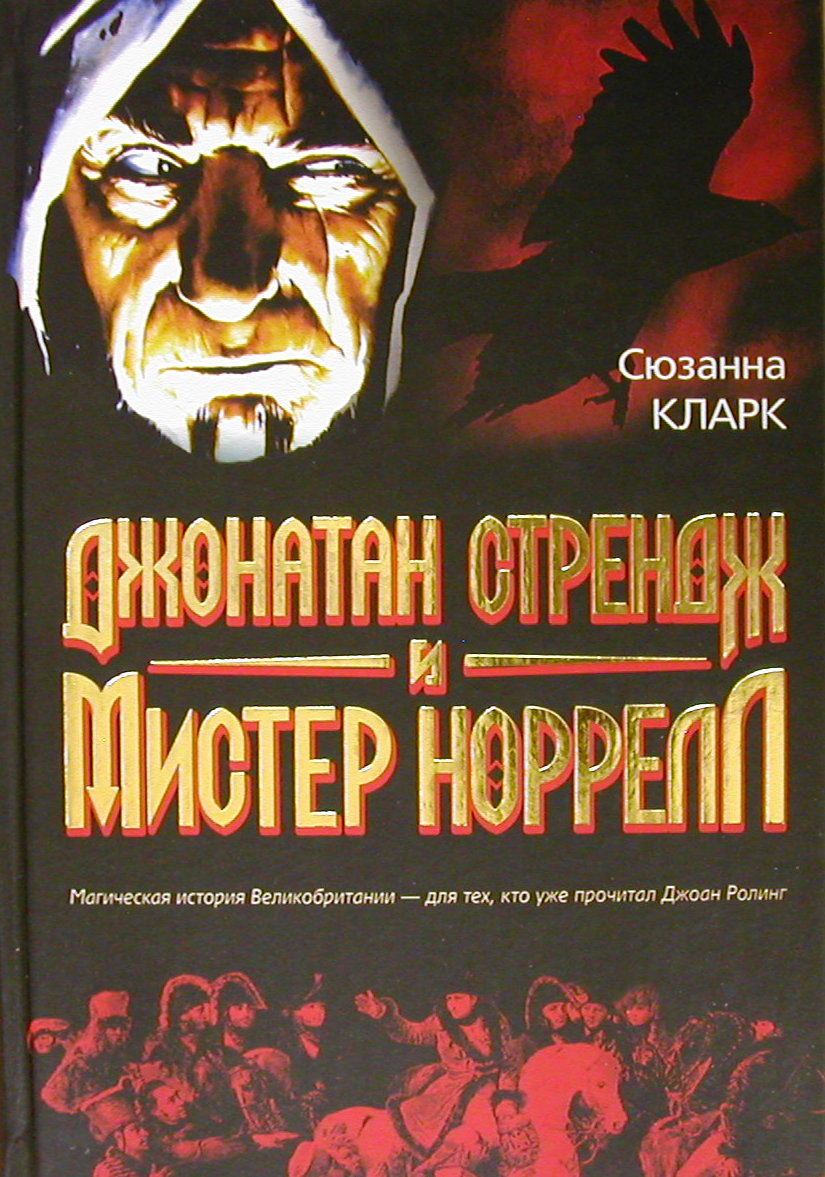 Сюзанна
КЛАРК
ДЖОНАТАН СТРЕНДЖ
И
МИСТЕР НОРРЕЛЛ
Магическая история Великобритании — для тех, кто уже прочитал Джоан Ролинг